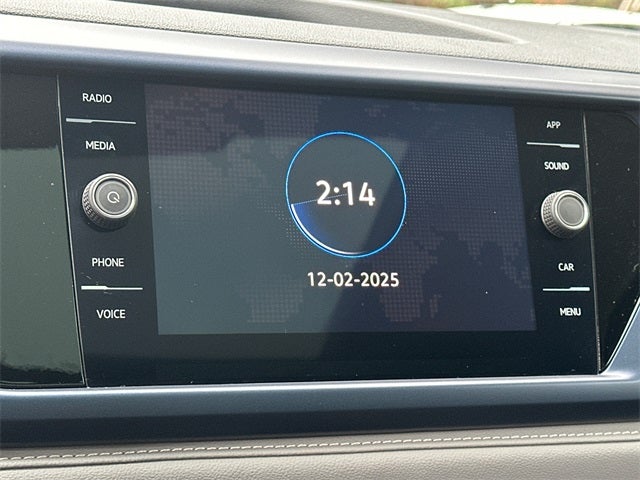 RADIO
MEDIA
PHONE
VOICE
2:14
12-02-2025
APP
SOUND
CAR
MENU